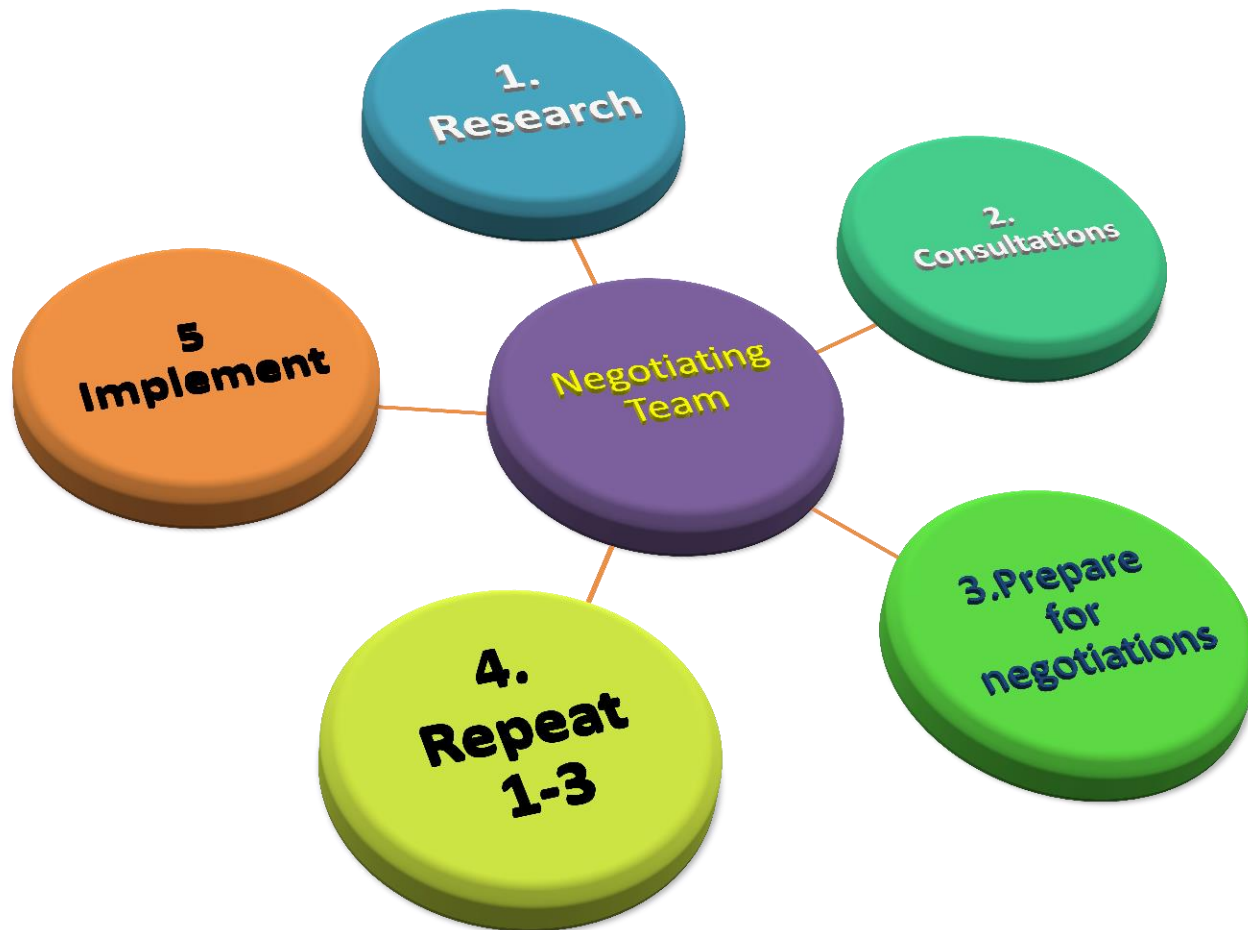 1.
Research
2.
Consultations
Negotiating
Team
5
Implement
3.Prepare
for
negotiations
4.
Repeat
1-3